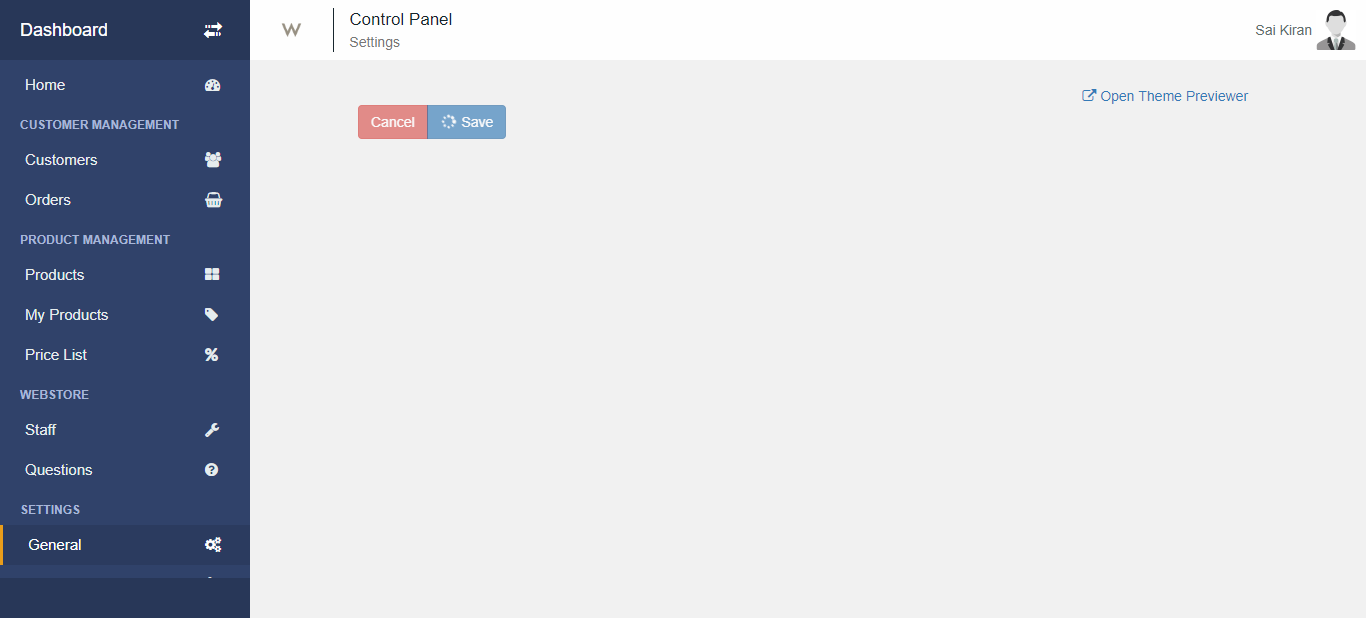 Dashboard
Home
CUSTOMER MANAGEMENT
Customers
Orders
PRODUCT MANAGEMENT
Products
My Products
Price List
WEBSTORE
Staff
Questions
SETTINGS
General
W
Control Panel
Settings
Sai Kiran
Open Theme Previewer
Cancel
Save